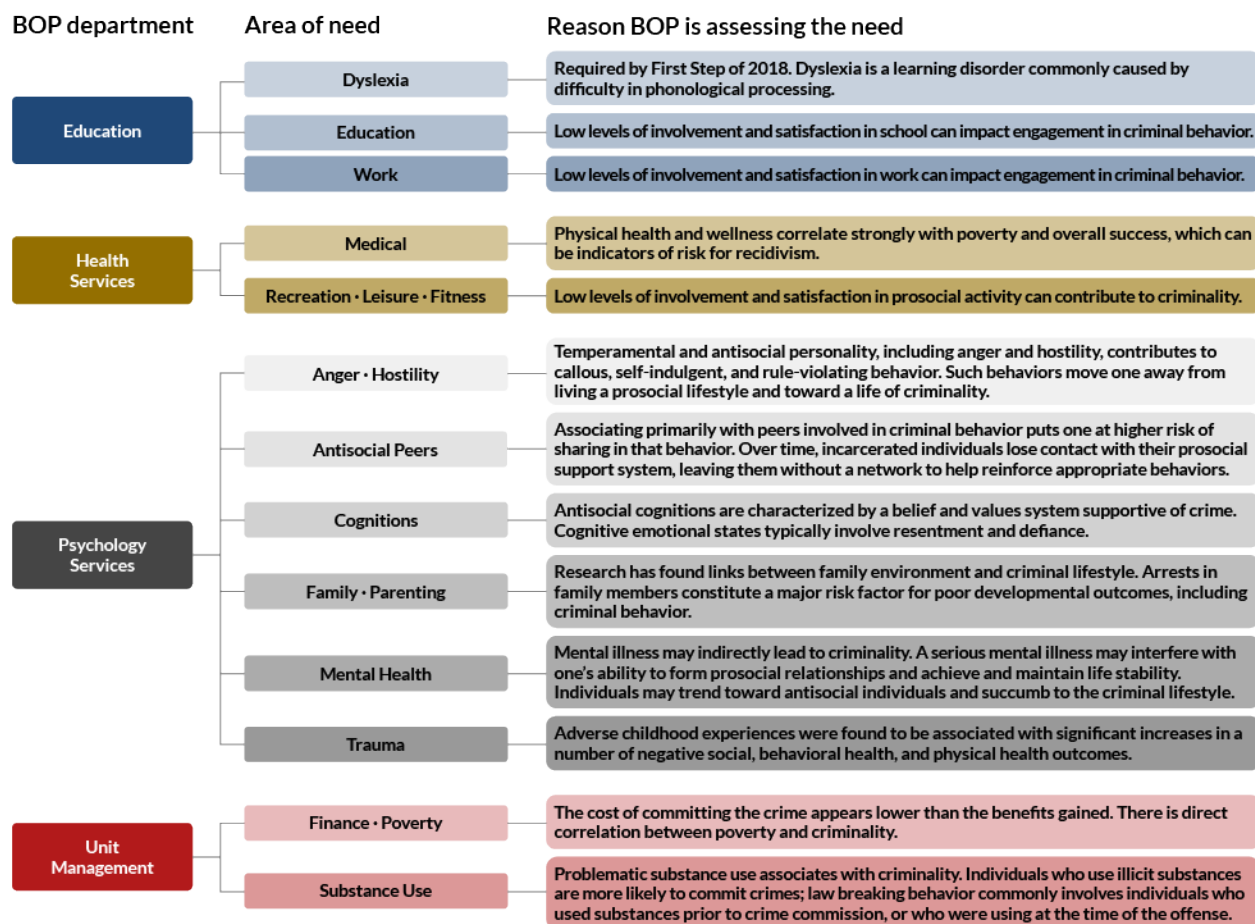 BOP department
Area of need
Reason BOP is assessing the need
Education
Dyslexia
Required by First Step of 2018. Dyslexia is a learning disorder commonly caused by
difficulty in phonological processing.
Education
Low levels of involvement and satisfaction in school can impact engagement in criminal behavior.
Work
Low levels of involvement and satisfaction in work can impact engagement in criminal behavior.
Health
Services
Medical
Physical health and wellness correlate strongly with poverty and overall success, which can
be indicators of risk for recidivism.
Recreation · Leisure · Fitness
Low levels of involvement and satisfaction in prosocial activity can contribute to criminality.
Psychology
Services
Anger · Hostility
Temperamental and antisocial personality, including anger and hostility, contributes to
callous, self-indulgent, and rule-violating behavior. Such behaviors move one away from
living a prosocial lifestyle and toward a life of criminality.
Antisocial Peers
Associating primarily with peers involved in criminal behavior puts one at higher risk of
sharing in that behavior. Over time, incarcerated individuals lose contact with their prosocial
support system, leaving them without a network to help reinforce appropriate behaviors.
Cognitions
Antisocial cognitions are characterized by a belief and values system supportive of crime.
Cognitive emotional states typically involve resentment and defiance.
Family · Parenting
Research has found links between family environment and criminal lifestyle. Arrests in
family members constitute a major risk factor for poor developmental outcomes, including
criminal behavior.
Mental Health
Mental illness may indirectly lead to criminality. A serious mental illness may interfere with
one's ability to form prosocial relationships and achieve and maintain life stability.
Individuals may trend toward antisocial individuals and succumb to the criminal lifestyle.
Trauma
Adverse childhood experiences were found to be associated with significant increases in a
number of negative social, behavioral health, and physical health outcomes.
Unit
Management
Finance · Poverty
The cost of committing the crime appears lower than the benefits gained. There is direct
correlation between poverty and criminality.
Substance Use
Problematic substance use associates with criminality. Individuals who use illicit substances
are more likely to commit crimes; law breaking behavior commonly involves individuals who
used substances prior to crime commission, or who were using at the time of the offense.